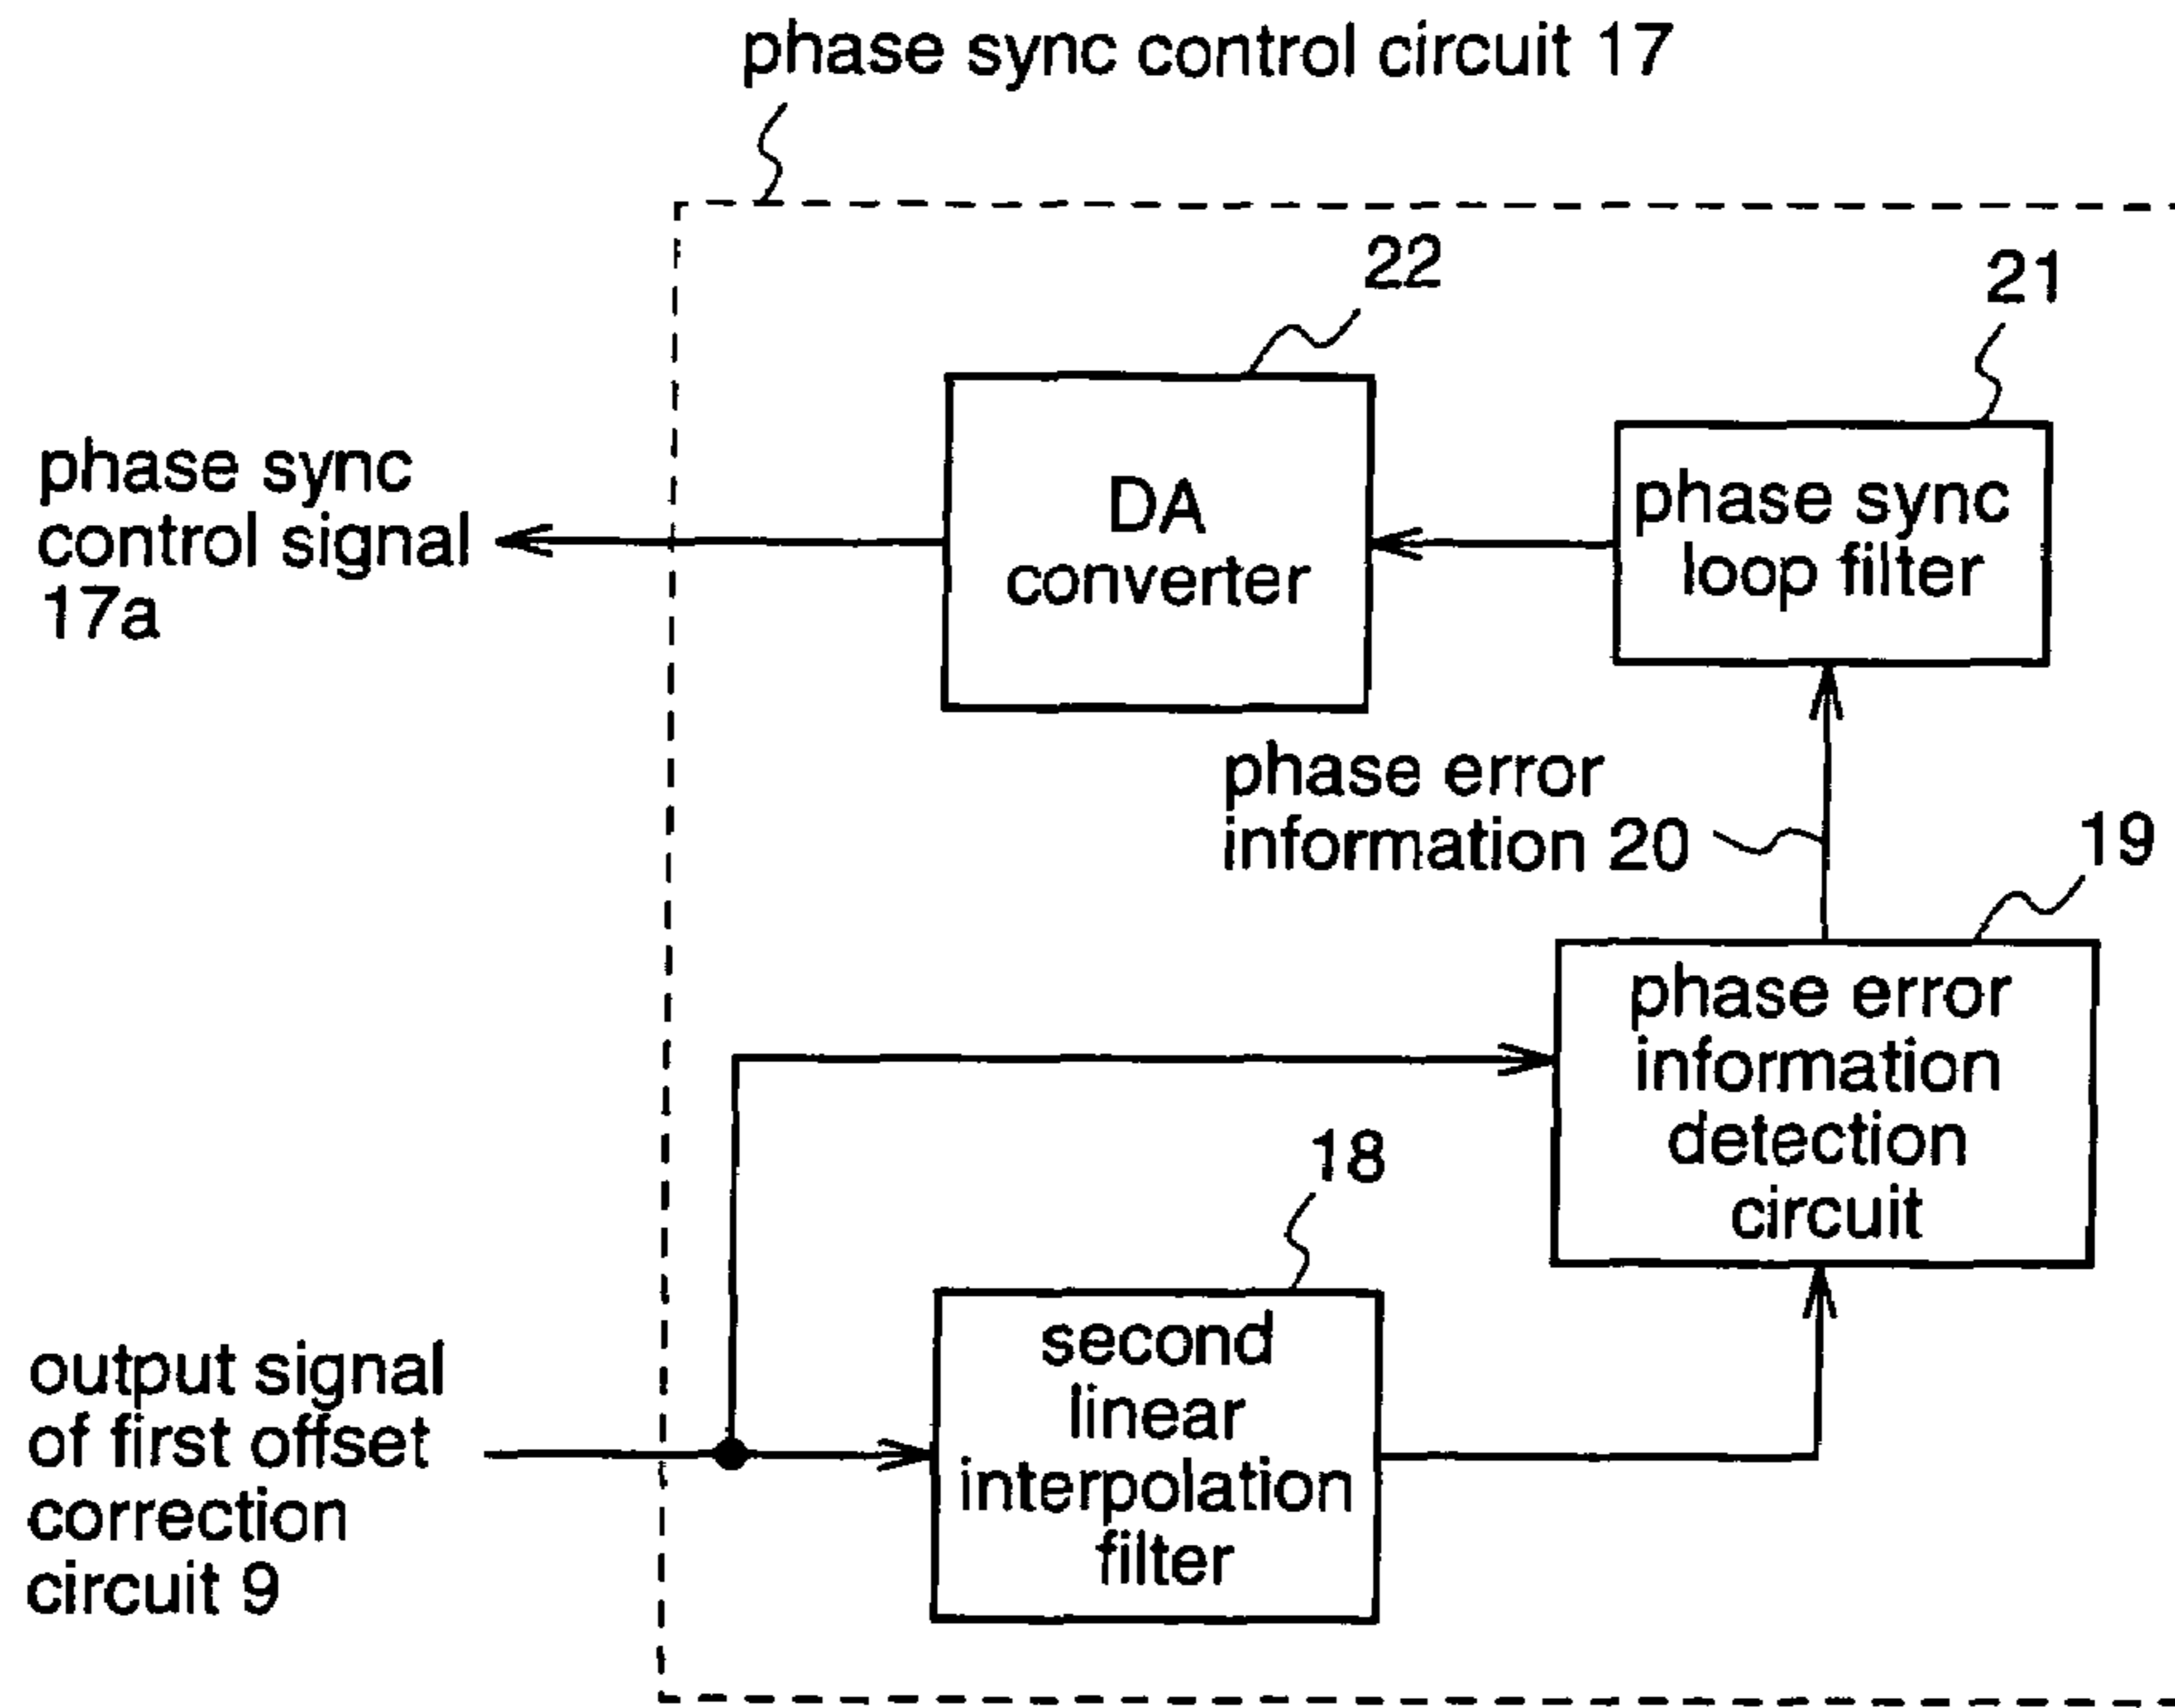 phase sync control circuit 17
22
21
phase sync
control signal
17a
DA
converter
phase sync
loop filter
phase error
information 20
19
phase error
information
detection
circuit
18
second
linear
interpolation
filter
output signal
of first offset
correction
circuit 9